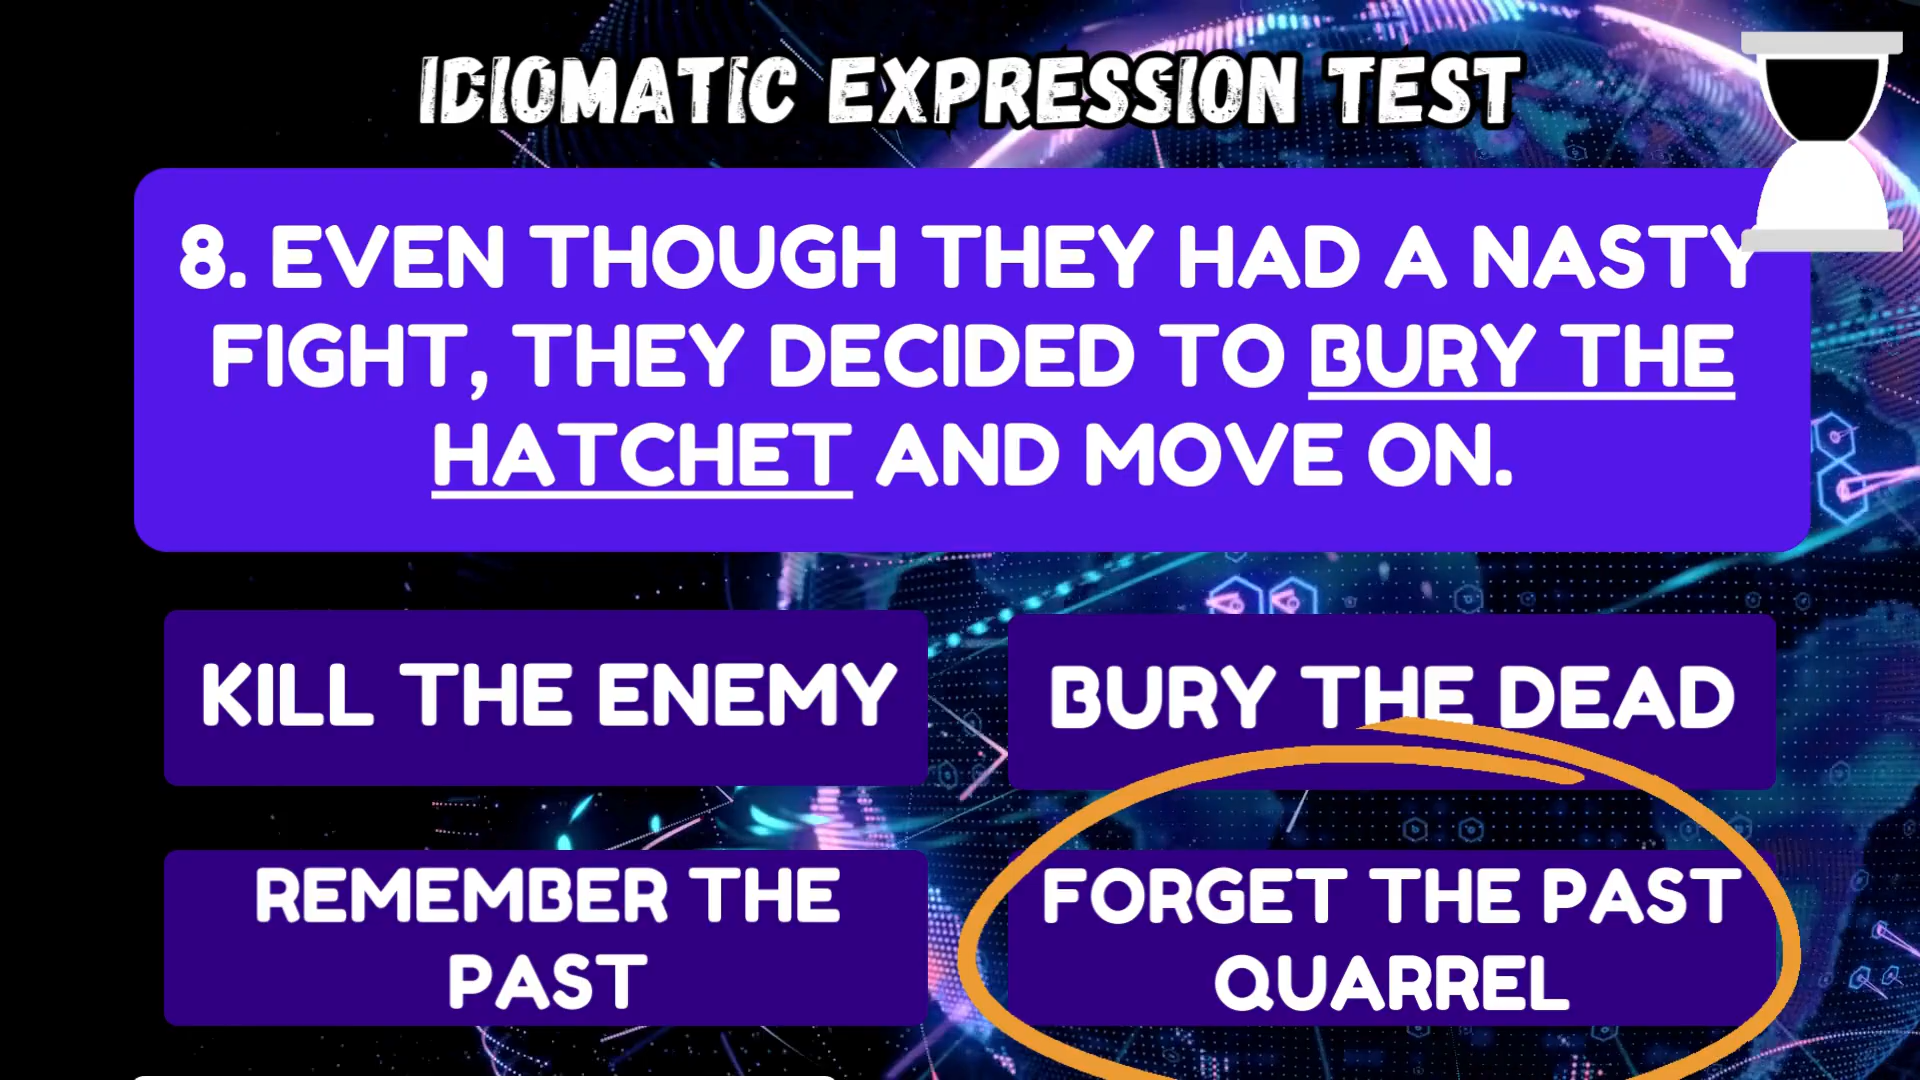 IDIOMATIC EXPRESSION TEST
8. EVEN THOUGH THEY HAD A NASTY
FIGHT, THEY DECIDED TO BURY THE
HATCHET AND MOVE ON.
KILL THE ENEMY
BURY THE DEAD
REMEMBER THE
PAST
FORGET THE PAST
QUARREL